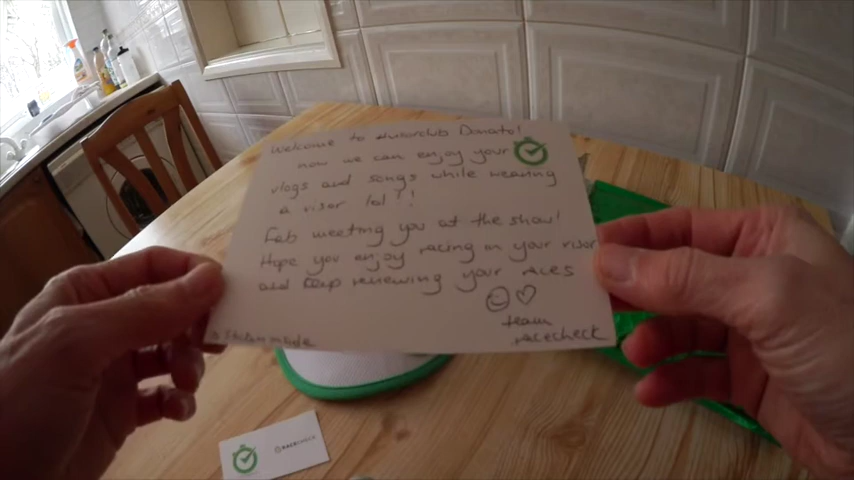 Welcome to #visorclub Donato!
now we can enjoy your
vlogs and songs while wearing
a visor lol!!
Fab meeting you at the show!
Hope you enjoy racing in your visor
and keep reviewing your races
team
racecheck
@RACECHECK